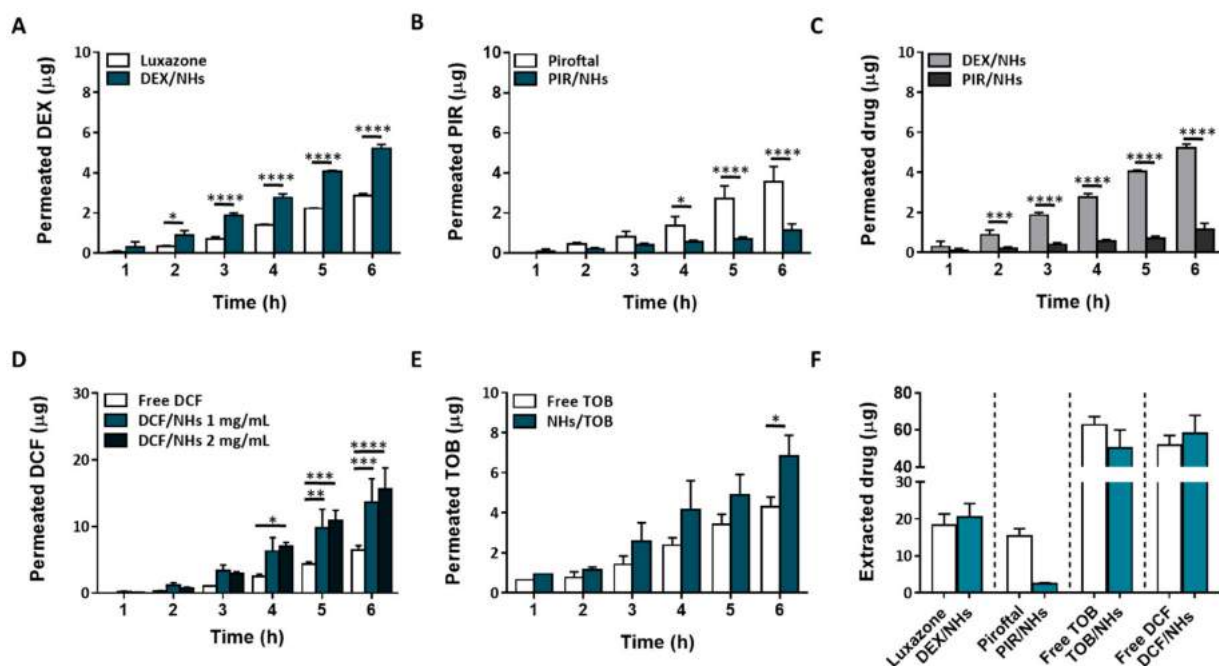 A
Luxazone
DEX/NHs
Permeated DEX (µg)
10
8
6
4
2
0
*
****
****
****
****
1 2 3 4 5 6
Time (h)
B
Piroftal
PIR/NHs
Permeated PIR (µg)
10
8
6
4
2
0
*
****
****
1 2 3 4 5 6
Time (h)
C
DEX/NHs
PIR/NHs
Permeated drug (µg)
10
8
6
4
2
0
***
****
****
****
****
1 2 3 4 5 6
Time (h)
D
Free DCF
DCF/NHs 1 mg/mL
DCF/NHs 2 mg/mL
Permeated DCF (µg)
30
20
10
0
*
***
**
****
***
1 2 3 4 5 6
Time (h)
E
Free TOB
NHs/TOB
Permeated TOB (µg)
10
8
6
4
2
0
*
1 2 3 4 5 6
Time (h)
F
Extracted drug (µg)
80
60
40
30
20
10
0
Luxazone
DEX/NHs
Piroftal
PIR/NHs
Free TOB
TOB/NHs
Free DCF
DCF/NHs